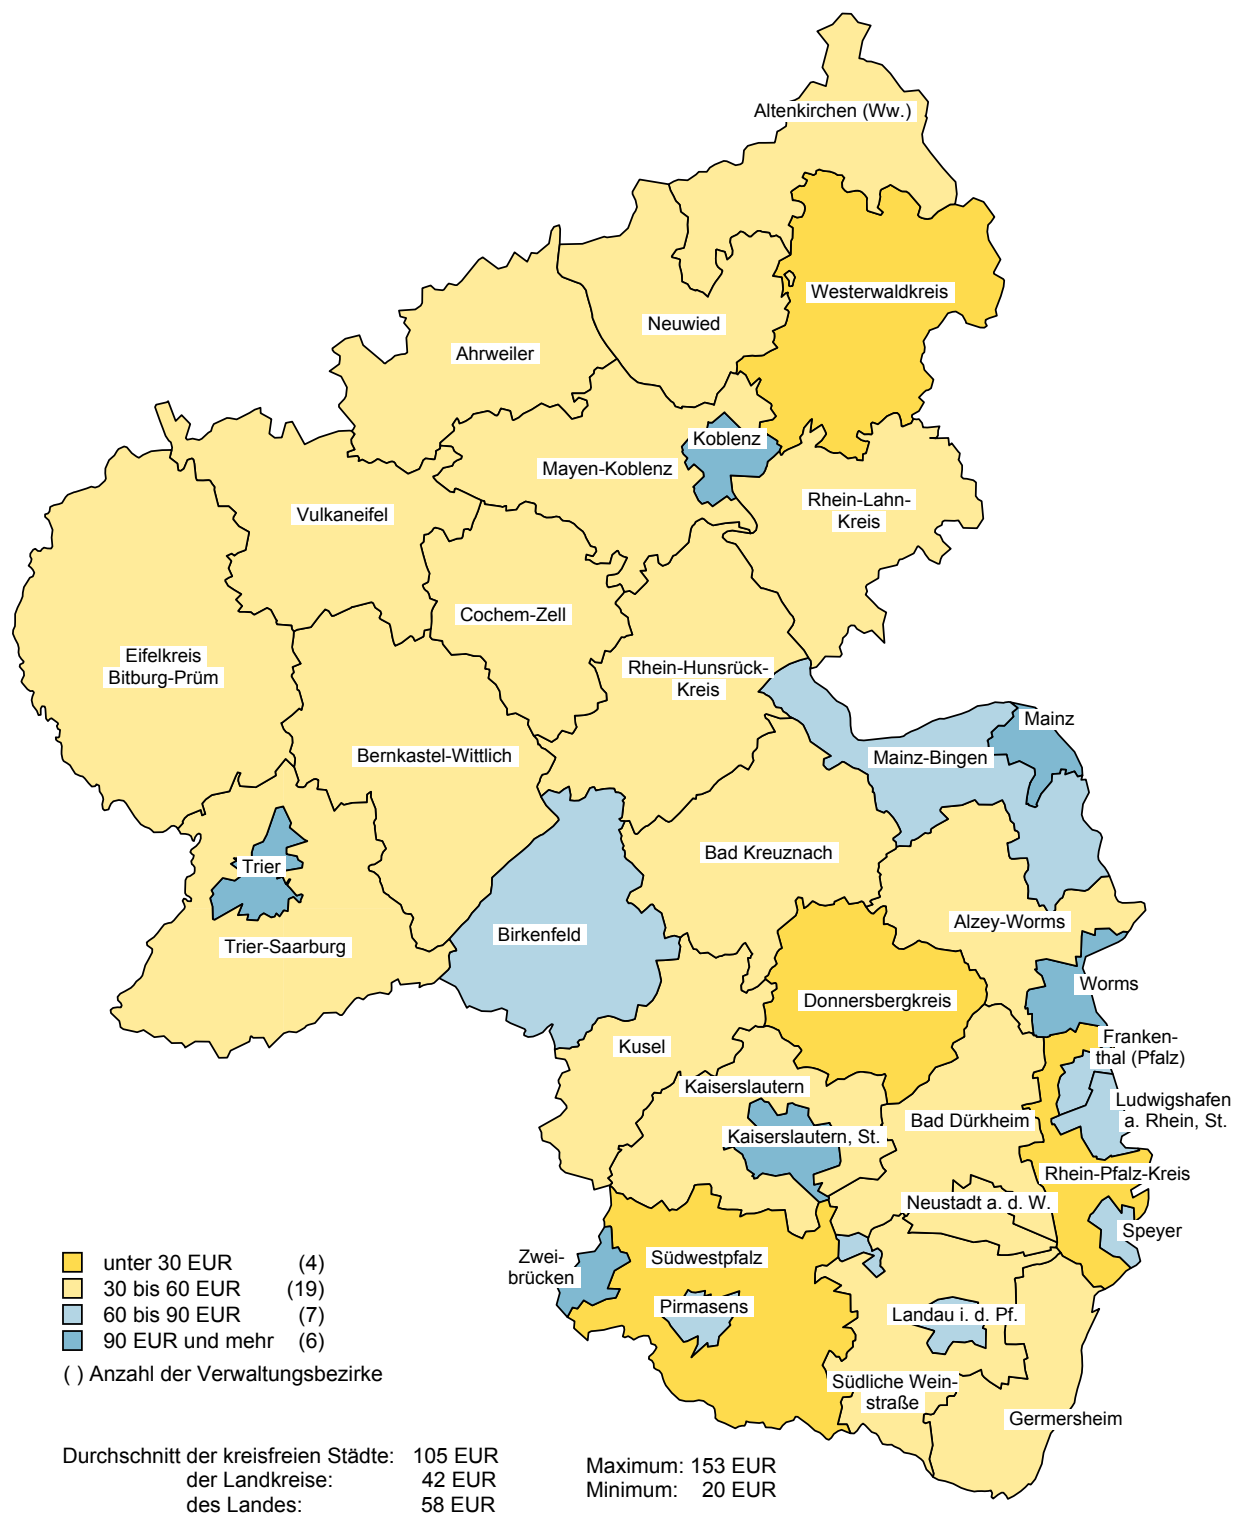 Altenkirchen (Ww.)
Westerwaldkreis
Neuwied
Ahrweiler
Koblenz
Mayen-Koblenz
Rhein-Lahn-
Kreis
Vulkaneifel
Cochem-Zell
Eifelkreis
Bitburg-Prüm
Rhein-Hunsrück-
Kreis
Mainz
Bernkastel-Wittlich
Mainz-Bingen
Bad Kreuznach
Trier
Alzey-Worms
Birkenfeld
Trier-Saarburg
Worms
Donnersbergkreis
Franken-
thal (Pfalz)
Kusel
Kaiserslautern
Ludwigshafen
a. Rhein, St.
Bad Dürkheim
Kaiserslautern, St.
Rhein-Pfalz-Kreis
Neustadt a. d. W.
Speyer
Zwei-
brücken
Südwestpfalz
Pirmasens
Landau i. d. Pf.
Südliche Wein-
straße
Germersheim
unter 30 EUR (4)
30 bis 60 EUR (19)
60 bis 90 EUR (7)
90 EUR und mehr (6)
( ) Anzahl der Verwaltungsbezirke
Durchschnitt der kreisfreien Städte: 105 EUR
der Landkreise: 42 EUR
des Landes: 58 EUR
Maximum: 153 EUR
Minimum: 20 EUR